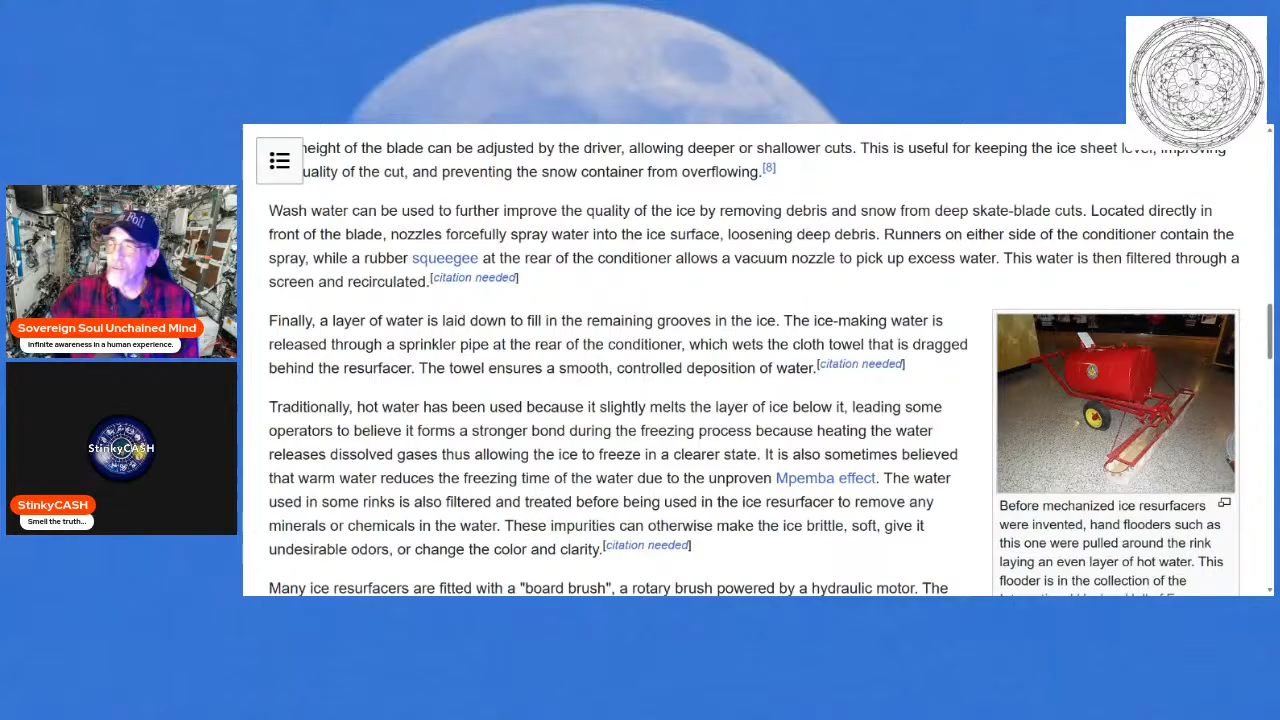 height of the blade can be adjusted by the driver, allowing deeper or shallower cuts. This is useful for keeping the ice sheet level, improving
uality of the cut, and preventing the snow container from overflowing.[8]
Wash water can be used to further improve the quality of the ice by removing debris and snow from deep skate-blade cuts. Located directly in
front of the blade, nozzles forcefully spray water into the ice surface, loosening deep debris. Runners on either side of the conditioner contain the
spray, while a rubber squeegee at the rear of the conditioner allows a vacuum nozzle to pick up excess water. This water is then filtered through a
screen and recirculated.[citation needed]
Finally, a layer of water is laid down to fill in the remaining grooves in the ice. The ice-making water is
released through a sprinkler pipe at the rear of the conditioner, which wets the cloth towel that is dragged
behind the resurfacer. The towel ensures a smooth, controlled deposition of water.[citation needed]
Traditionally, hot water has been used because it slightly melts the layer of ice below it, leading some
operators to believe it forms a stronger bond during the freezing process because heating the water
releases dissolved gases thus allowing the ice to freeze in a clearer state. It is also sometimes believed
that warm water reduces the freezing time of the water due to the unproven Mpemba effect. The water
used in some rinks is also filtered and treated before being used in the ice resurfacer to remove any
minerals or chemicals in the water. These impurities can otherwise make the ice brittle, soft, give it
undesirable odors, or change the color and clarity.[citation needed]
Many ice resurfacers are fitted with a "board brush", a rotary brush powered by a hydraulic motor. The
Before mechanized ice resurfacers
were invented, hand flooders such as
this one were pulled around the rink
laying an even layer of hot water. This
flooder is in the collection of the
Foil
Sovereign Soul Unchained Mind
Infinite awareness in a human experience.
StinkyCA$H
StinkyCASH
Smell the truth...